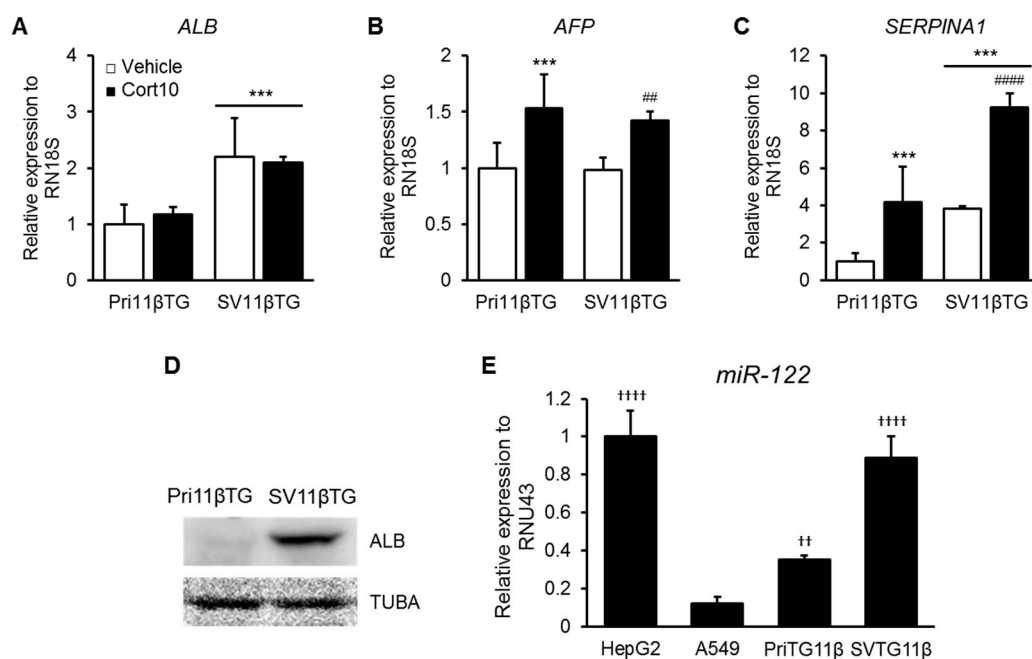 A
ALB
Relative expression to
RN18S
4
3
2
1
0
Vehicle
Cort10
***
Pri11βTG
SV11βTG
B
AFP
Relative expression to
RN18S
2
1.5
1
0.5
0
***
##
Pri11βTG
SV11βTG
C
SERPINA1
Relative expression to
RN18S
12
10
8
6
4
2
0
***
***
####
Pri11βTG
SV11βTG
D
Pri11βTG
SV11βTG
ALB
TUBA
E
miR-122
Relative expression to
RNU43
1.2
1
0.8
0.6
0.4
0.2
0
††††
††
††††
HepG2
A549
PriTG11β
SVTG11β